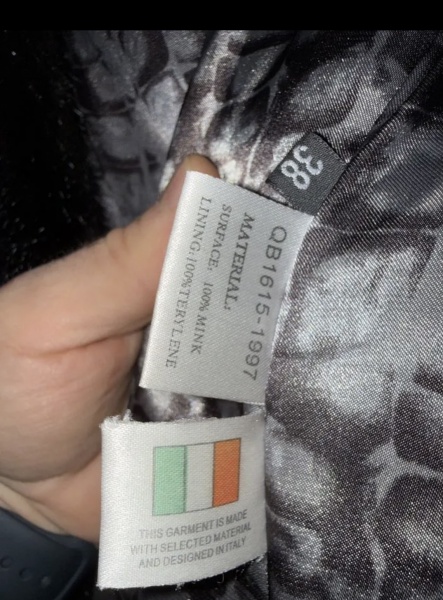 38
QB1615-1997
MATERIAL:
SURFACE, 100%MINK
LINING:100%TERYLENE
THIS GARMENT IS MADE
WITH SELECTED MATERIAL
AND DESIGNED IN ITALY